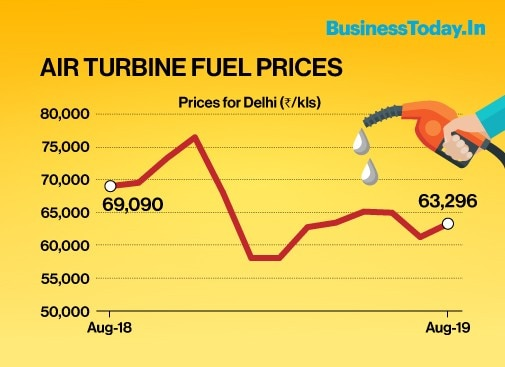 BusinessToday.In
AIR TURBINE FUEL PRICES
Prices for Delhi (₹/kls)
80,000
75,000
70,000
65,000
60,000
55,000
50,000
69,090
63,296
Aug-18
Aug-19